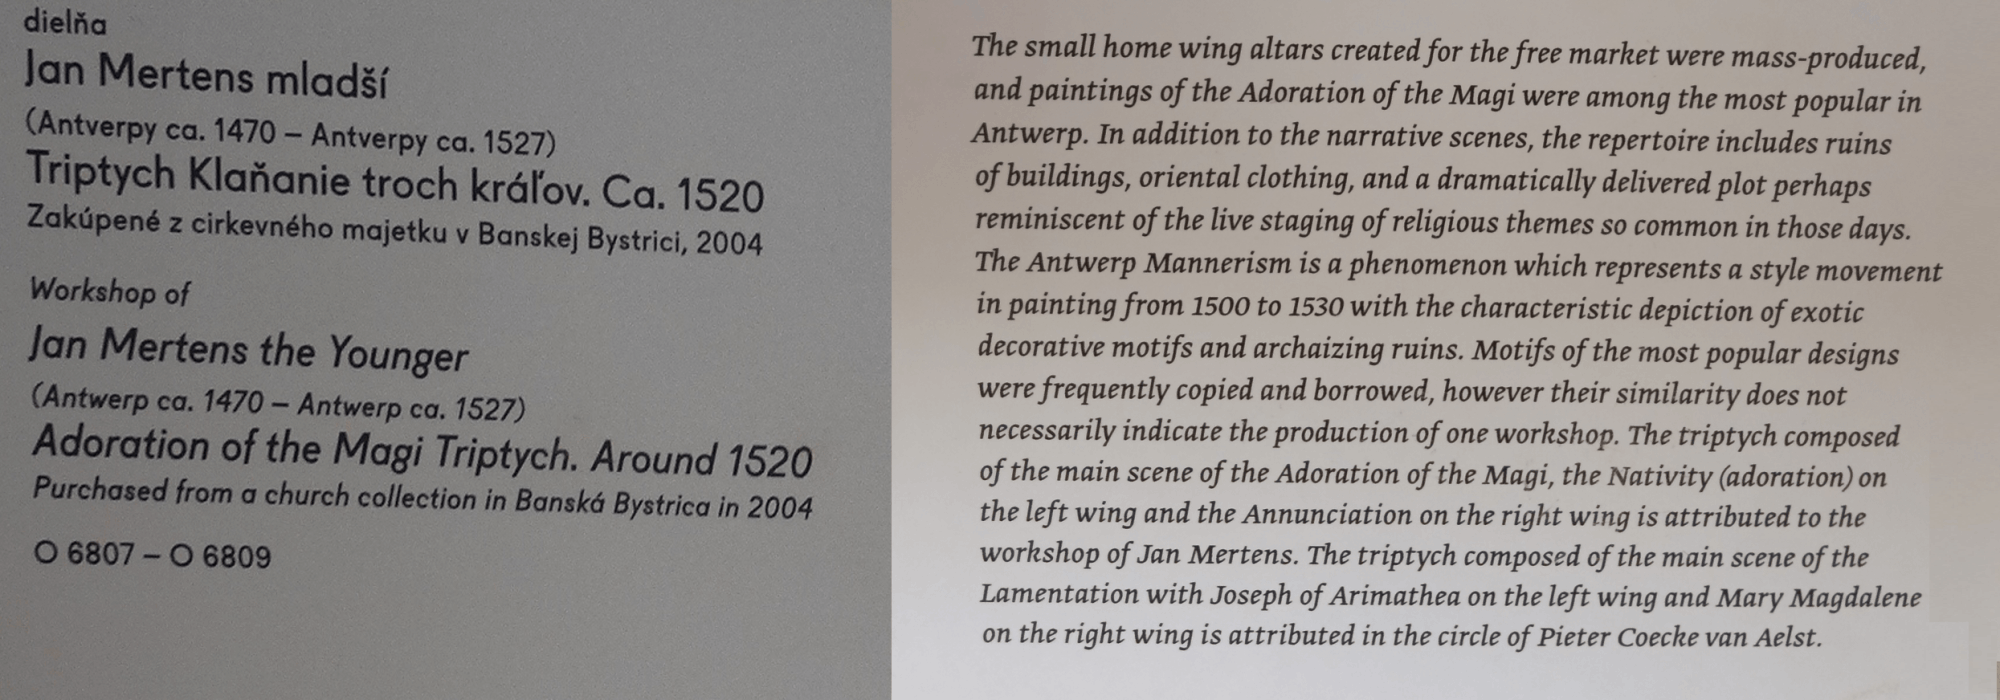 dielňa
Jan Mertens mladší
(Antverpy ca. 1470 – Antverpy ca. 1527)
Triptych Klaňanie troch kráľov. Ca. 1520
Zakúpené z cirkevného majetku v Banskej Bystrici, 2004
Workshop of
Jan Mertens the Younger
(Antwerp ca. 1470 – Antwerp ca. 1527)
Adoration of the Magi Triptych. Around 1520
Purchased from a church collection in Banská Bystrica in 2004
O 6807 – O 6809
The small home wing altars created for the free market were mass-produced,
and paintings of the Adoration of the Magi were among the most popular in
Antwerp. In addition to the narrative scenes, the repertoire includes ruins
of buildings, oriental clothing, and a dramatically delivered plot perhaps
reminiscent of the live staging of religious themes so common in those days.
The Antwerp Mannerism is a phenomenon which represents a style movement
in painting from 1500 to 1530 with the characteristic depiction of exotic
decorative motifs and archaizing ruins. Motifs of the most popular designs
were frequently copied and borrowed, however their similarity does not
necessarily indicate the production of one workshop. The triptych composed
of the main scene of the Adoration of the Magi, the Nativity (adoration) on
the left wing and the Annunciation on the right wing is attributed to the
workshop of Jan Mertens. The triptych composed of the main scene of the
Lamentation with Joseph of Arimathea on the left wing and Mary Magdalene
on the right wing is attributed in the circle of Pieter Coecke van Aelst.